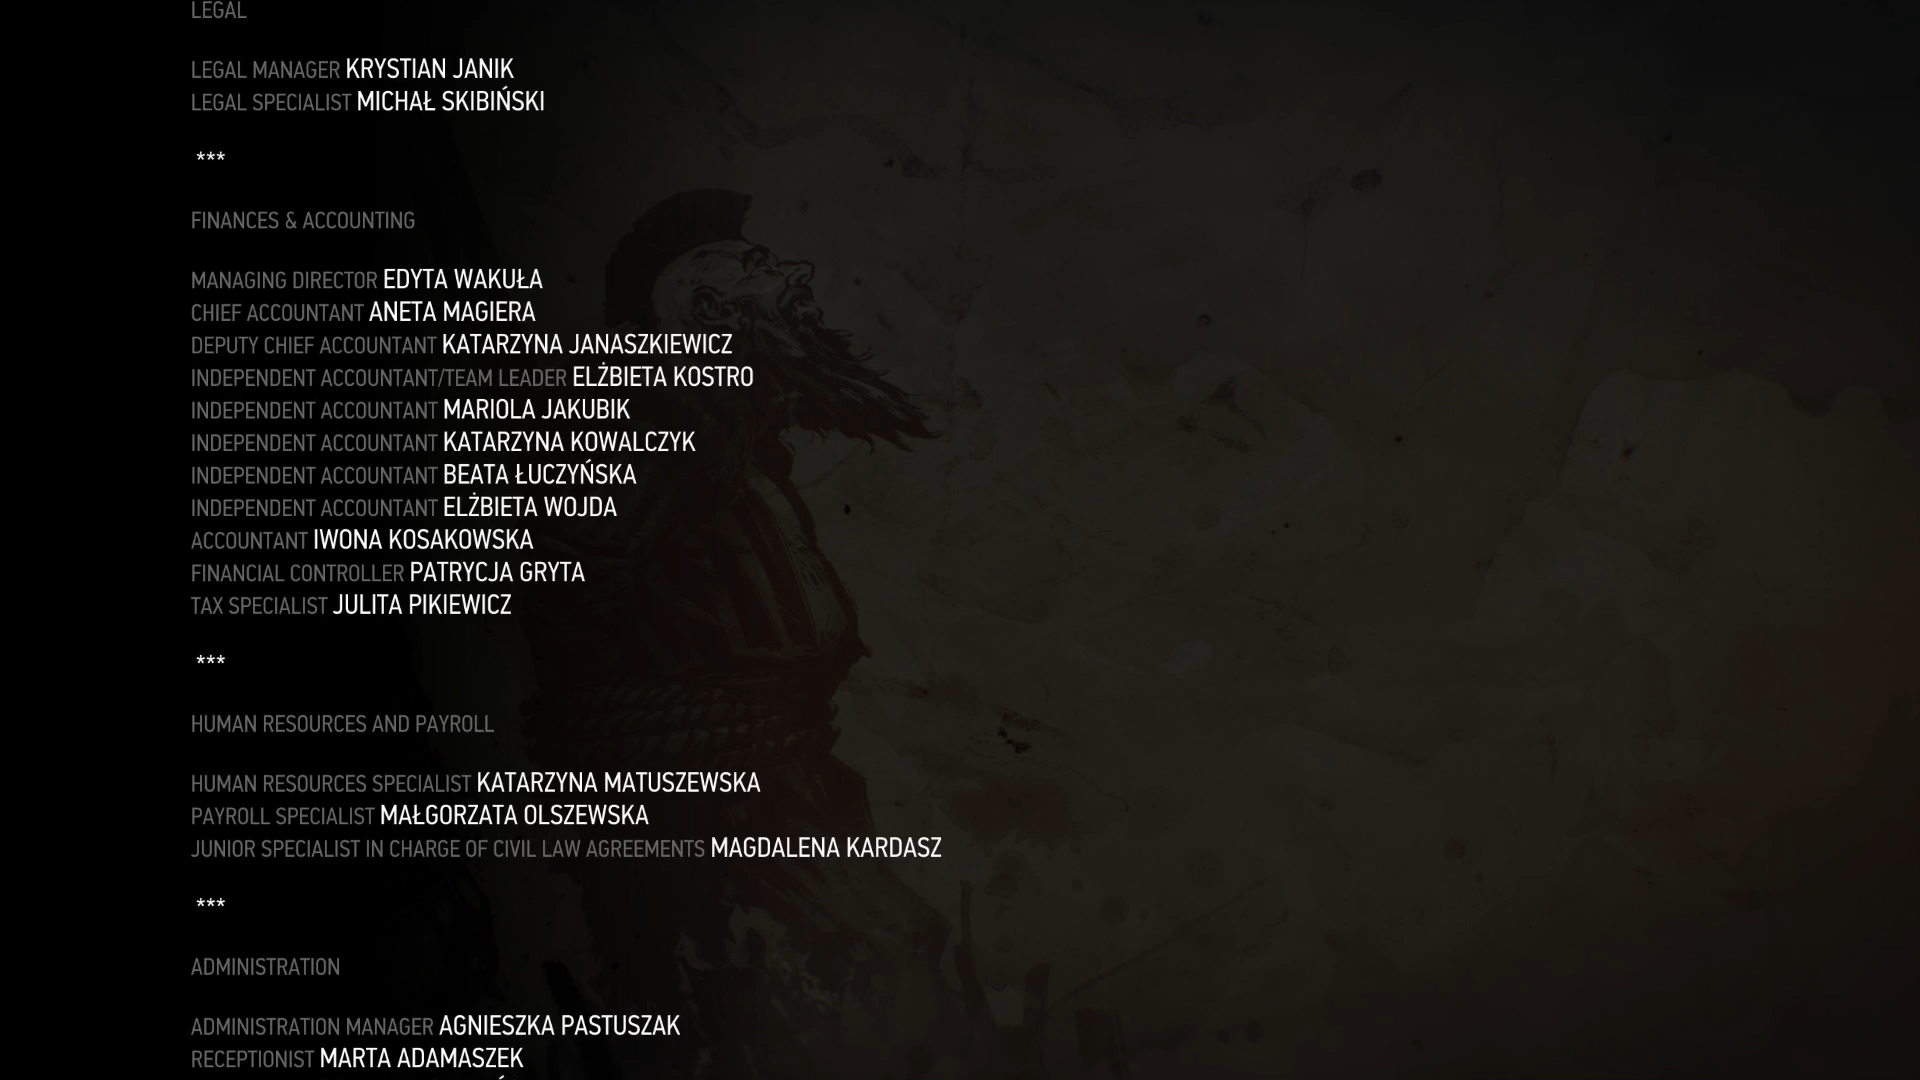 LEGAL
LEGAL MANAGER KRYSTIAN JANIK
LEGAL SPECIALIST MICHAŁ SKIBIŃSKI
***
FINANCES & ACCOUNTING
MANAGING DIRECTOR EDYTA WAKUŁA
CHIEF ACCOUNTANT ANETA MAGIERA
DEPUTY CHIEF ACCOUNTANT KATARZYNA JANASZKIEWICZ
INDEPENDENT ACCOUNTANT/TEAM LEADER ELŻBIETA KOSTRO
INDEPENDENT ACCOUNTANT MARIOLA JAKUBIK
INDEPENDENT ACCOUNTANT KATARZYNA KOWALCZYK
INDEPENDENT ACCOUNTANT BEATA ŁUCZYŃSKA
INDEPENDENT ACCOUNTANT ELŻBIETA WOJDA
ACCOUNTANT IWONA KOSAKOWSKA
FINANCIAL CONTROLLER PATRYCJA GRYTA
TAX SPECIALIST JULITA PIKIEWICZ
***
HUMAN RESOURCES AND PAYROLL
HUMAN RESOURCES SPECIALIST KATARZYNA MATUSZEWSKA
PAYROLL SPECIALIST MAŁGORZATA OLSZEWSKA
JUNIOR SPECIALIST IN CHARGE OF CIVIL LAW AGREEMENTS MAGDALENA KARDASZ
***
ADMINISTRATION
ADMINISTRATION MANAGER AGNIESZKA PASTUSZAK
RECEPTIONIST MARTA ADAMASZEK